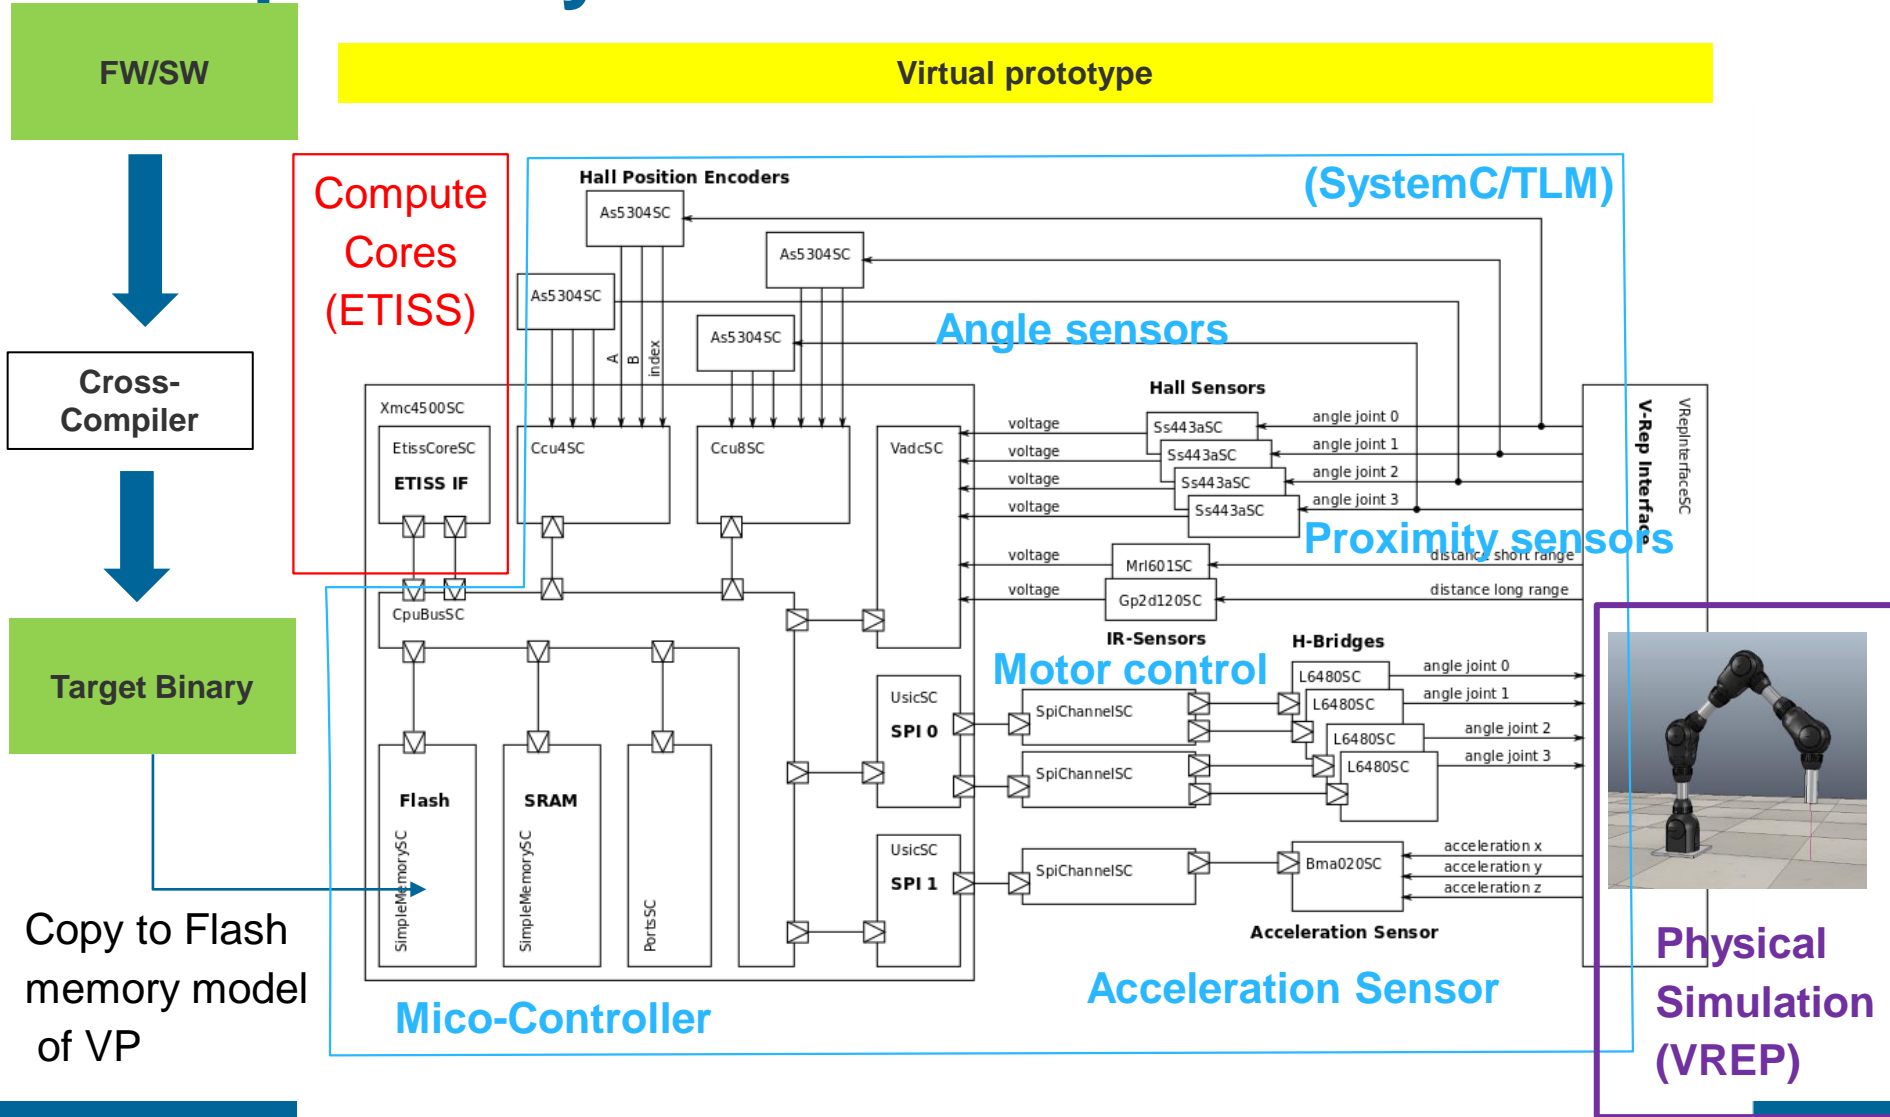 FW/SW
Virtual prototype
Compute
Cores
(ETISS)
(SystemC/TLM)
Hall Position Encoders
As5304SC
As5304SC
As5304SC
As5304SC
A
B
index
Angle sensors
Cross-
Compiler
Hall Sensors
Xmc4500SC
EtissCoreSC
ETISS IF
Ccu4SC
Ccu8SC
VadcSC
voltage
voltage
voltage
voltage
Ss443aSC
Ss443aSC
Ss443aSC
Ss443aSC
angle joint 0
angle joint 1
angle joint 2
angle joint 3
V-Rep Interface
VRepInterfaceSC
Proximity sensors
voltage
Mrl601SC
distance short range
voltage
Gp2d120SC
distance long range
CpuBusSC
IR-Sensors
H-Bridges
Motor control
Target Binary
L6480SC
L6480SC
L6480SC
L6480SC
angle joint 0
angle joint 1
angle joint 2
angle joint 3
UsicSC
SPI 0
SpiChannelSC
SpiChannelSC
Flash
SimpleMemorySC
SRAM
SimpleMemorySC
PortsSC
UsicSC
SPI 1
SpiChannelSC
Bma020SC
acceleration x
acceleration y
acceleration z
Acceleration Sensor
Copy to Flash
memory model
of VP
Mico-Controller
Acceleration Sensor
Physical
Simulation
(VREP)